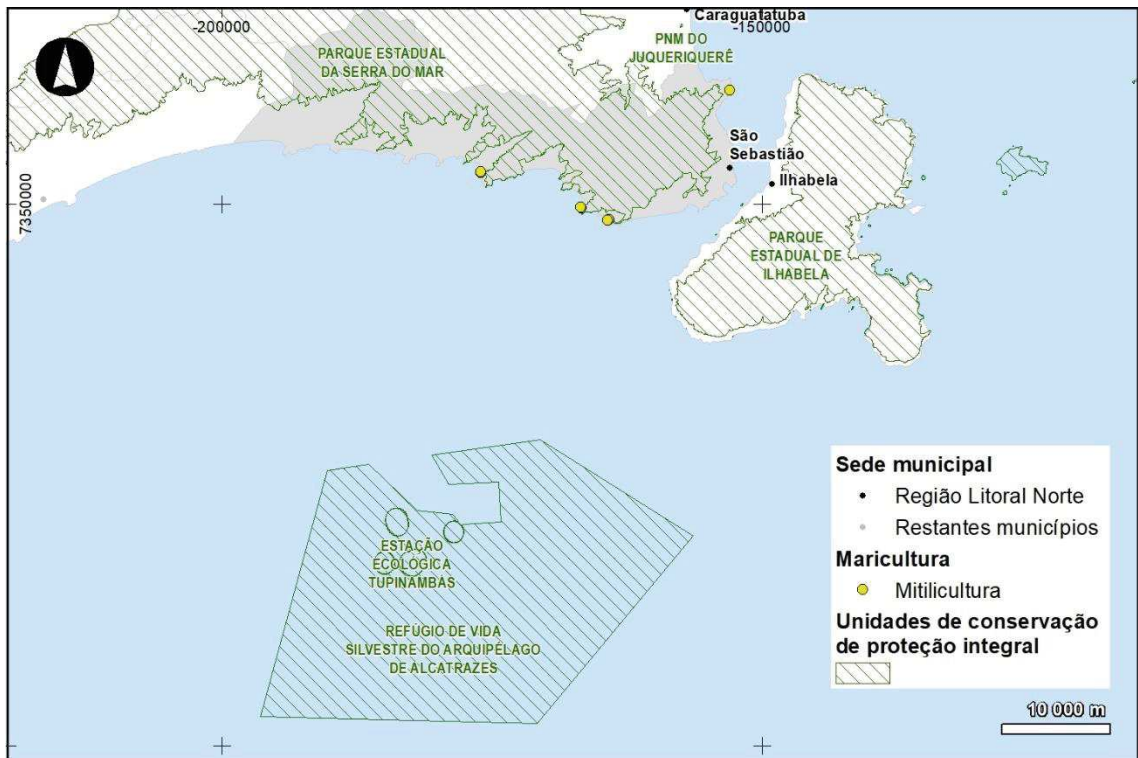 Caraguatatuba
-200000
-150000
PARQUE ESTADUAL
DA SERRA DO MAR
PNM DO
JUQUERIQUERÊ
São
Sebastião
Ilhabela
7350000
PARQUE
ESTADUAL DE
ILHABELA
ESTAÇÃO
ECOLÓGICA
TUPINAMBAS
REFÚGIO DE VIDA
SILVESTRE DO ARQUIPÉLAGO
DE ALCATRAZES
Sede municipal
Região Litoral Norte
Restantes municípios
Maricultura
Mitilicultura
Unidades de conservação
de proteção integral
10 000 m